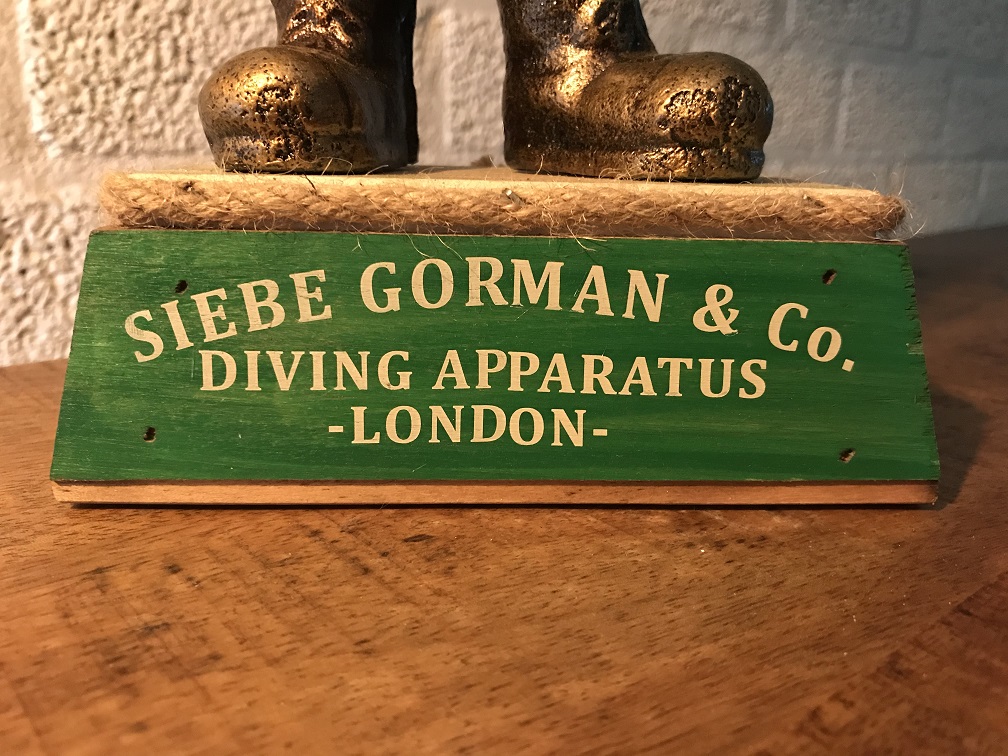 SIEBE GORMAN & Co.
DIVING APPARATUS
-LONDON-